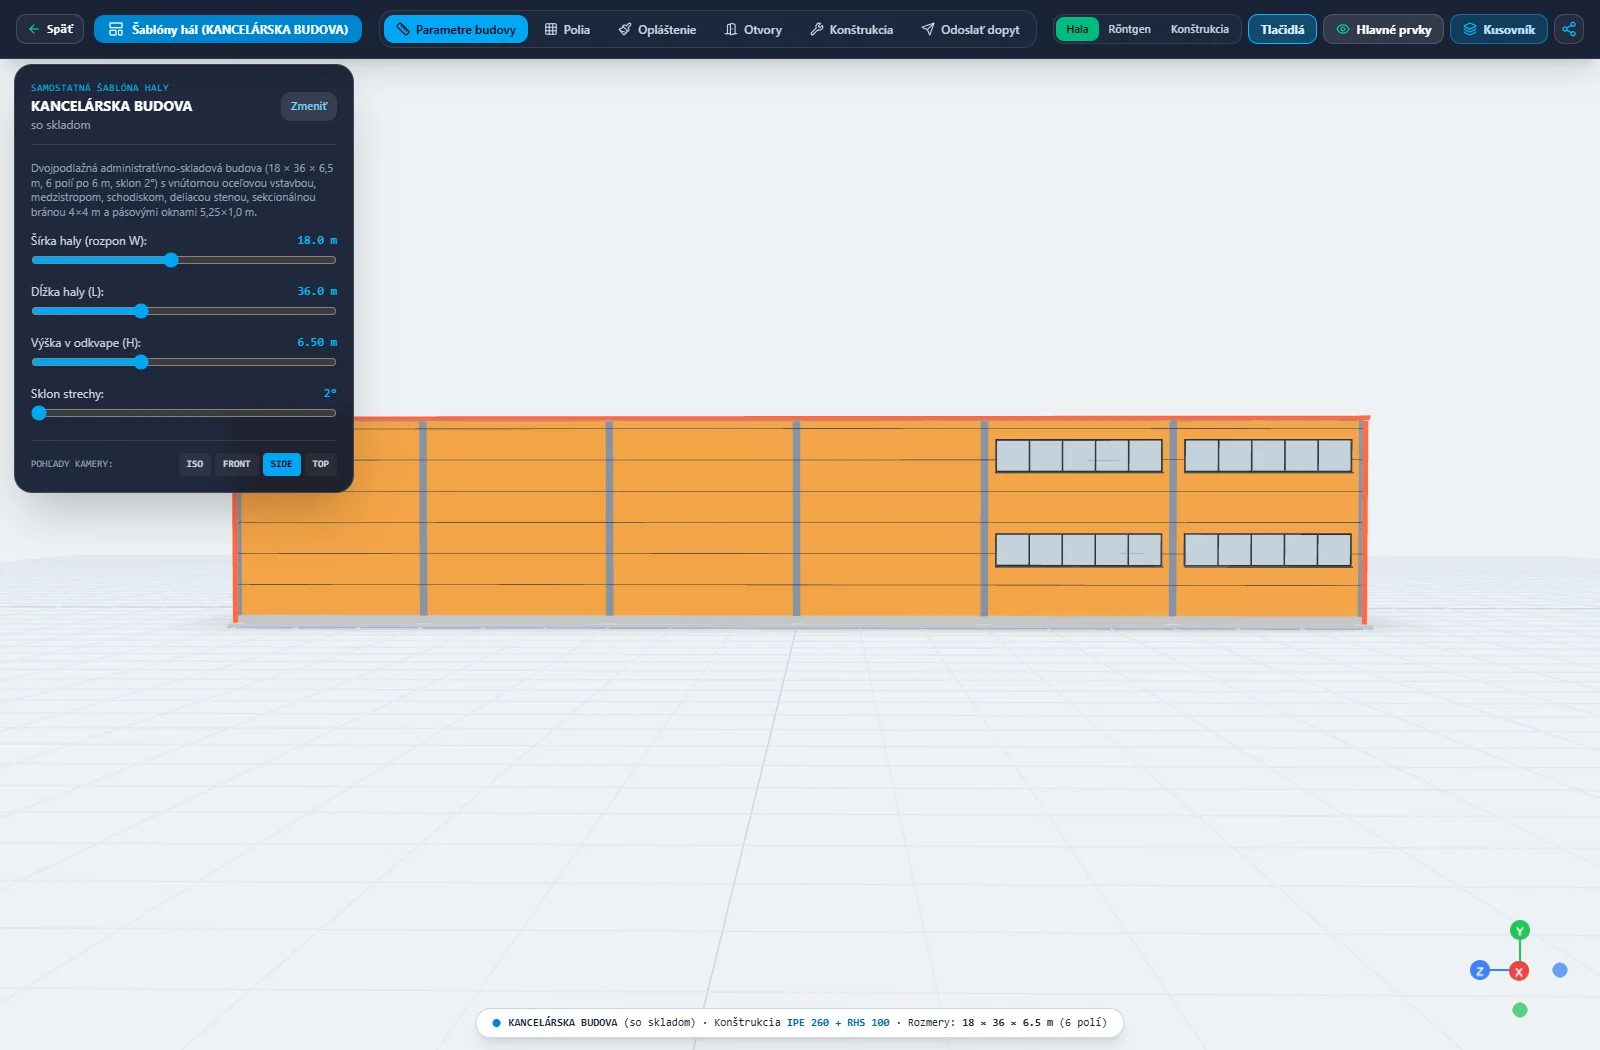 Späť
Šablóny hál (KANCELÁRSKA BUDOVA)
Parametre budovy
Polia
Opláštenie
Otvory
Konštrukcia
Odoslať dopyt
Hala
Röntgen
Konštrukcia
Tlačidlá
Hlavné prvky
Kusovník
SAMOSTATNÁ ŠABLÓNA HALY
KANCELÁRSKA BUDOVA
so skladom
Zmeniť
Dvojpodlažná administratívno-skladová budova (18 × 36 × 6,5
m, 6 polí po 6 m, sklon 2°) s vnútornou oceľovou vstavbou,
medzistropom, schodiskom, deliacou stenou, sekcionálnou
bránou 4×4 m a pásovými oknami 5,25×1,0 m.
Šírka haly (rozpon W): 18.0 m
Dĺžka haly (L): 36.0 m
Výška v odkvape (H): 6.50 m
Sklon strechy: 2°
POHĽADY KAMERY: ISO FRONT SIDE TOP
Y
Z X
KANCELÁRSKA BUDOVA (so skladom) · Konštrukcia IPE 260 + RHS 100 · Rozmery: 18 × 36 × 6.5 m (6 polí)